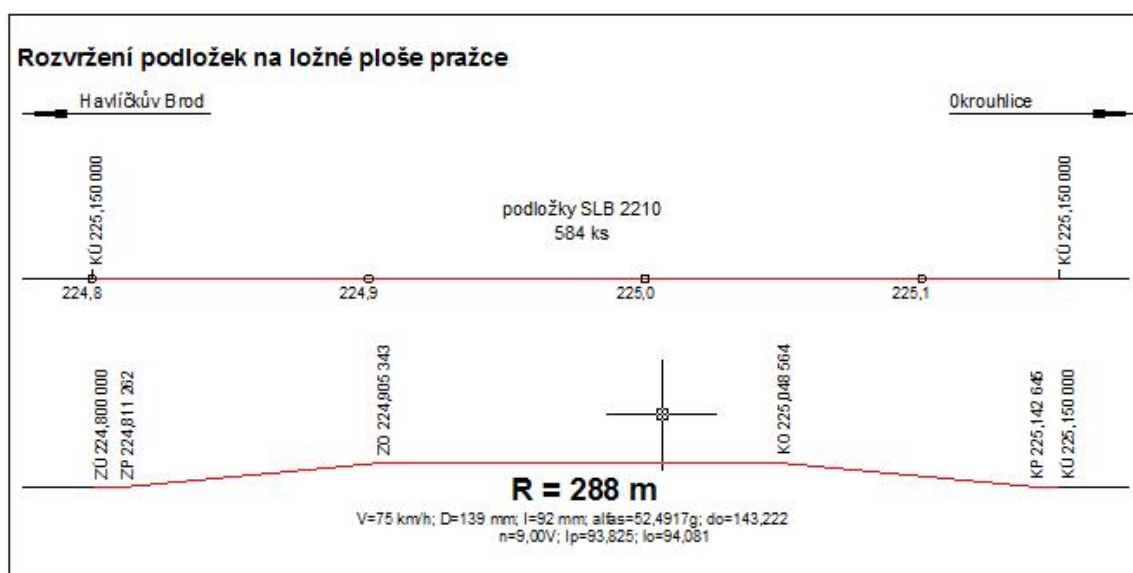 Rozvržení podložek na ložné ploše pražce
Havlíčkův Brod
Okrouhlice
KÚ 225,150 000
podložky SLB 2210
584 ks
KÚ 225,150 000
224,8
224,9
225,0
225,1
ZÚ 224,800 000
ZP 224,811 262
ZO 224,905 343
KO 225,048 564
KP 225,142 645
KÚ 225,150 000
R = 288 m
V=75 km/h; D=139 mm; I=92 mm; alfas=52,4917g; do=143,222
n=9,00V; lp=93,825; lo=94,081